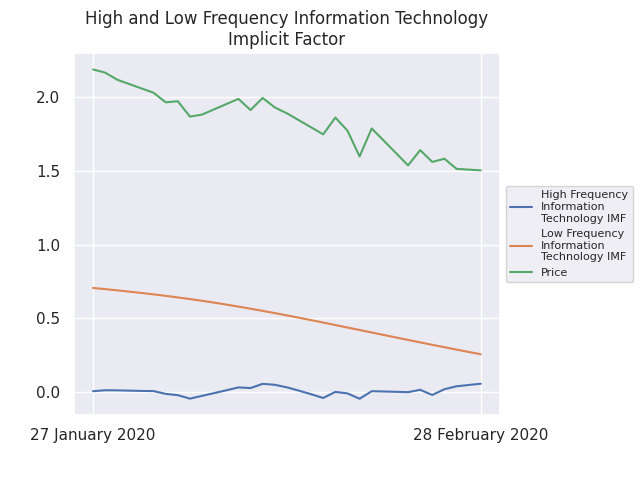 High and Low Frequency Information Technology
Implicit Factor
2.0
1.5
1.0
0.5
0.0
27 January 2020
28 February 2020
High Frequency
Information
Technology IMF
Low Frequency
Information
Technology IMF
Price